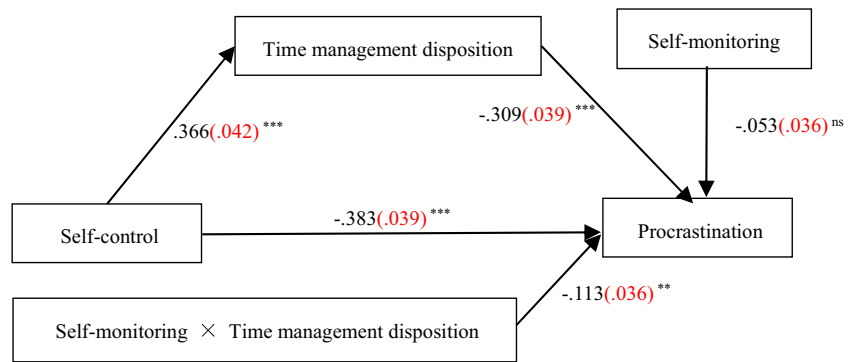 Time management disposition
Self-monitoring
.366(.042) ***
-.309(.039) ***
-.053(.036) ns
-.383(.039) ***
Self-control
Procrastination
-.113(.036) **
Self-monitoring × Time management disposition